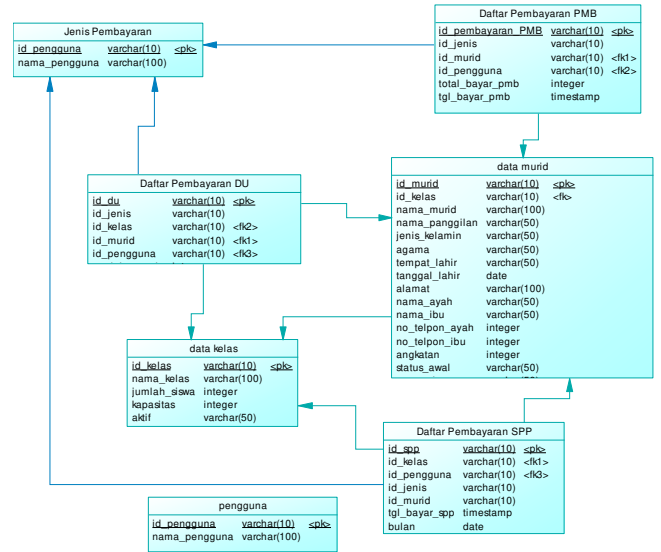 Jenis Pembayaran
id_pengguna varchar(10) <pk>
nama_pengguna varchar(100)
Daftar Pembayaran PMB
id_pembayaran_PMB varchar(10) <pk>
id_jenis varchar(10)
id_murid varchar(10) <fk1>
id_pengguna varchar(10) <fk2>
total_bayar_pmb integer
tgl_bayar_pmb timestamp
Daftar Pembayaran DU
id_du varchar(10) <pk>
id_jenis varchar(10)
id_kelas varchar(10) <fk2>
id_murid varchar(10) <fk1>
id_pengguna varchar(10) <fk3>
data murid
id_murid varchar(10) <pk>
id_kelas varchar(10) <fk>
nama_murid varchar(100)
nama_panggilan varchar(50)
jenis_kelamin varchar(50)
agama varchar(50)
tempat_lahir varchar(50)
tanggal_lahir date
alamat varchar(100)
nama_ayah varchar(50)
nama_ibu varchar(50)
no_telpon_ayah integer
no_telpon_ibu integer
angkatan integer
status_awal varchar(50)
data kelas
id_kelas varchar(10) <pk>
nama_kelas varchar(100)
jumlah_siswa integer
kapasitas integer
aktif varchar(50)
Daftar Pembayaran SPP
id_spp varchar(10) <pk>
id_kelas varchar(10) <fk1>
id_pengguna varchar(10) <fk3>
id_jenis varchar(10)
id_murid varchar(10)
tgl_bayar_spp timestamp
bulan date
pengguna
id_pengguna varchar(10) <pk>
nama_pengguna varchar(100)